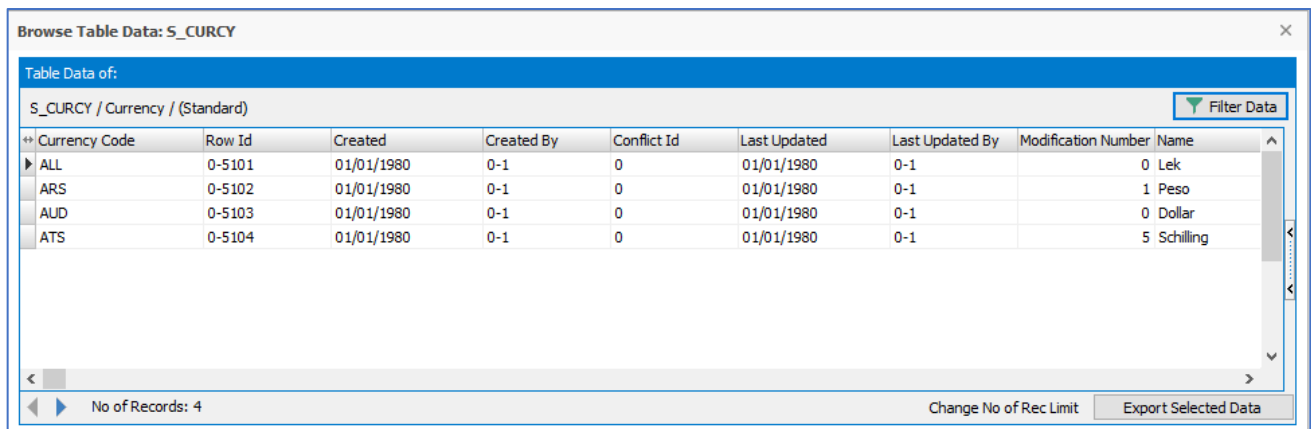 Browse Table Data: S_CURCY
Table Data of:
S_CURCY / Currency / (Standard) Filter Data
Currency Code Row Id Created Created By Conflict Id Last Updated Last Updated By Modification Number Name
ALL 0-5101 01/01/1980 0-1 0 01/01/1980 0-1 0 Lek
ARS 0-5102 01/01/1980 0-1 0 01/01/1980 0-1 1 Peso
AUD 0-5103 01/01/1980 0-1 0 01/01/1980 0-1 0 Dollar
ATS 0-5104 01/01/1980 0-1 0 01/01/1980 0-1 5 Schilling
No of Records: 4 Change No of Rec Limit Export Selected Data